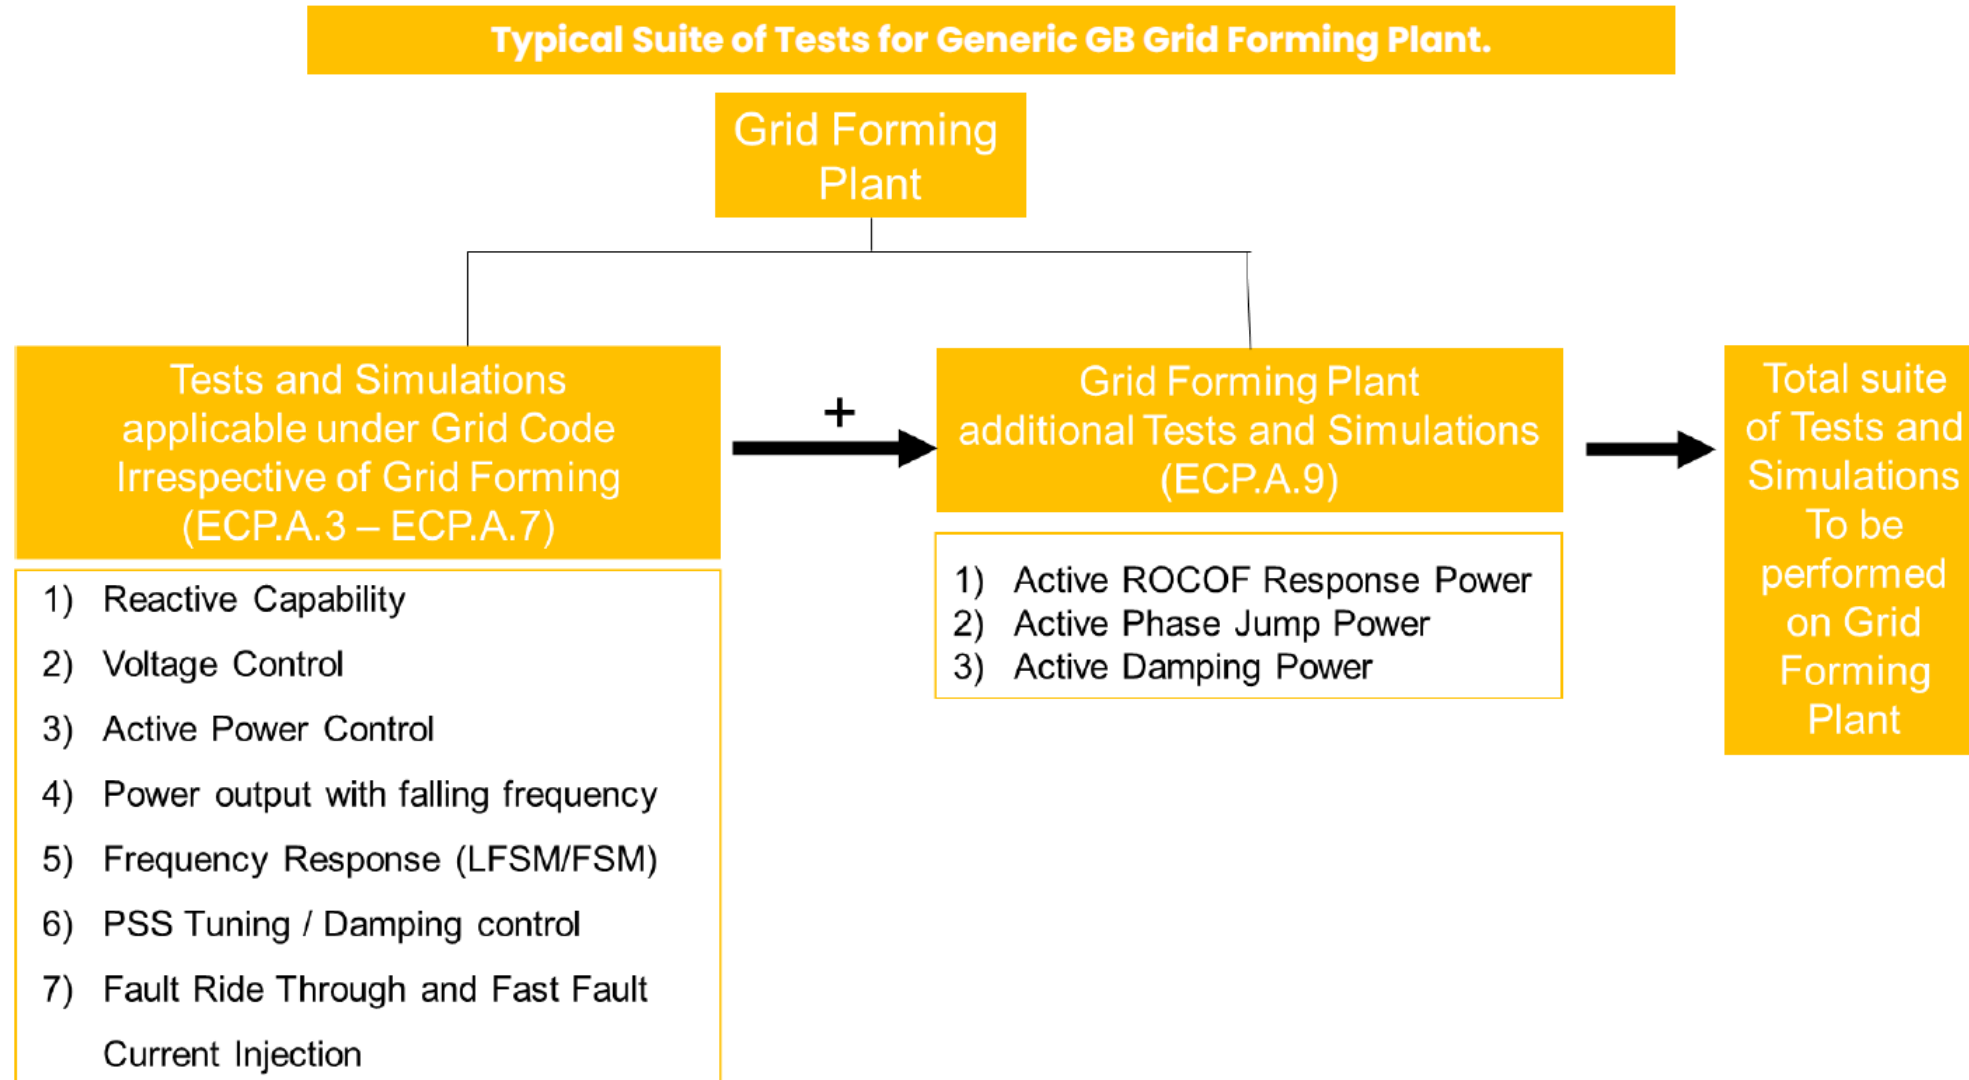 Typical Suite of Tests for Generic GB Grid Forming Plant.
Grid Forming
Plant
Tests and Simulations
applicable under Grid Code
Irrespective of Grid Forming
(ECP.A.3 – ECP.A.7)
+
Grid Forming Plant
additional Tests and Simulations
(ECP.A.9)
Total suite
of Tests and
Simulations
To be
performed
on Grid
Forming
Plant
1) Reactive Capability
2) Voltage Control
3) Active Power Control
4) Power output with falling frequency
5) Frequency Response (LFSM/FSM)
6) PSS Tuning / Damping control
7) Fault Ride Through and Fast Fault
Current Injection
1) Active ROCOF Response Power
2) Active Phase Jump Power
3) Active Damping Power